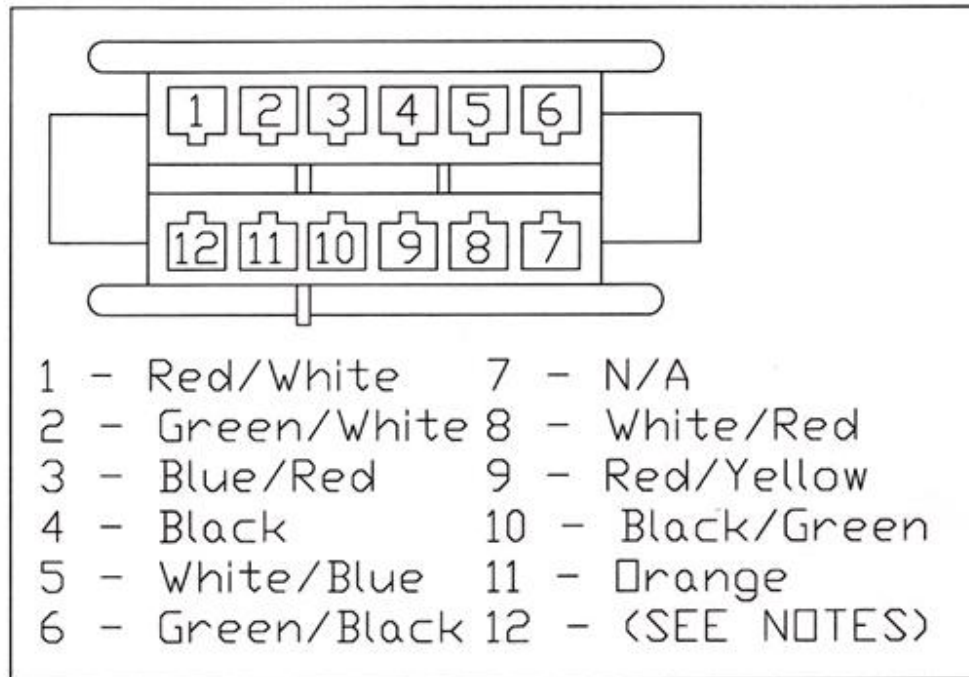 1 2 3 4 5 6
12 11 10 9 8 7
1 - Red/White 7 - N/A
2 - Green/White 8 - White/Red
3 - Blue/Red 9 - Red/Yellow
4 - Black 10 - Black/Green
5 - White/Blue 11 - Orange
6 - Green/Black 12 - (SEE NOTES)